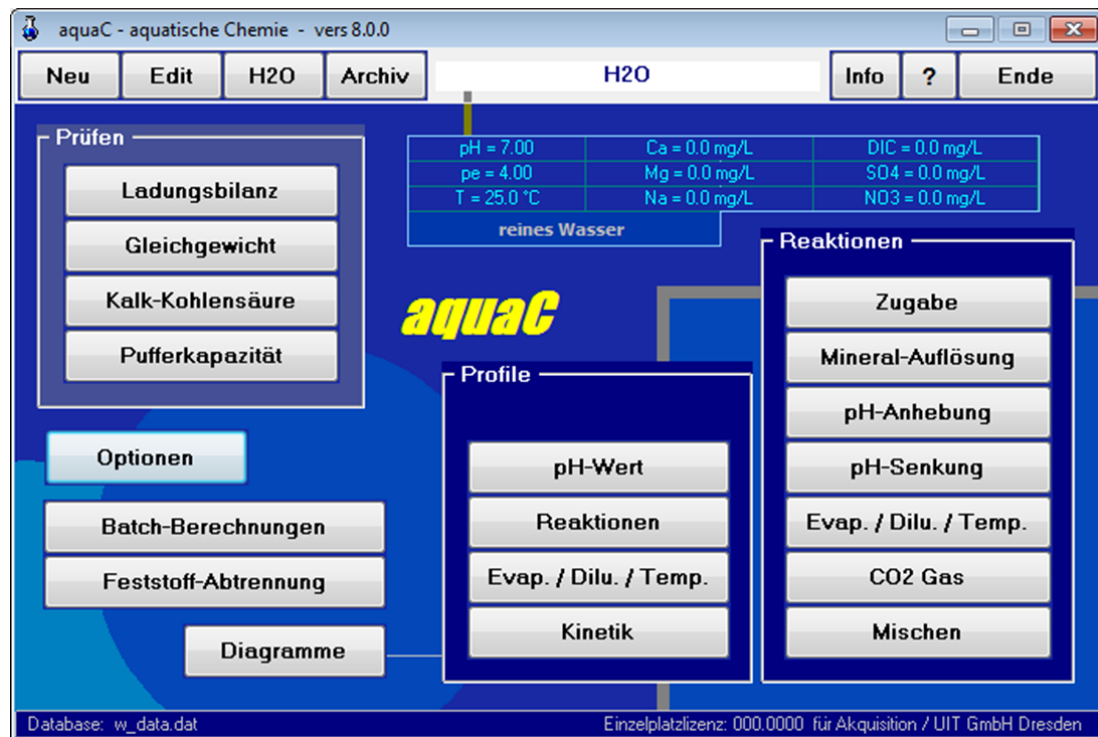 aquaC - aquatische Chemie - vers 8.0.0
Neu Edit H2O Archiv H2O Info ? Ende
Prüfen
Ladungsbilanz
Gleichgewicht
Kalk-Kohlensäure
Pufferkapazität
pH = 7.00 Ca = 0.0 mg/L DIC = 0.0 mg/L
pe = 4.00 Mg = 0.0 mg/L SO4 = 0.0 mg/L
T = 25.0 °C Na = 0.0 mg/L NO3 = 0.0 mg/L
reines Wasser
aquaC
Optionen
Batch-Berechnungen
Feststoff-Abtrennung
Diagramme
Profile
pH-Wert
Reaktionen
Evap. / Dilu. / Temp.
Kinetik
Reaktionen
Zugabe
Mineral-Auflösung
pH-Anhebung
pH-Senkung
Evap. / Dilu. / Temp.
CO2 Gas
Mischen
Database: w_data.dat
Einzelplatzlizenz: 000.0000 für Akquisition / UIT GmbH Dresden